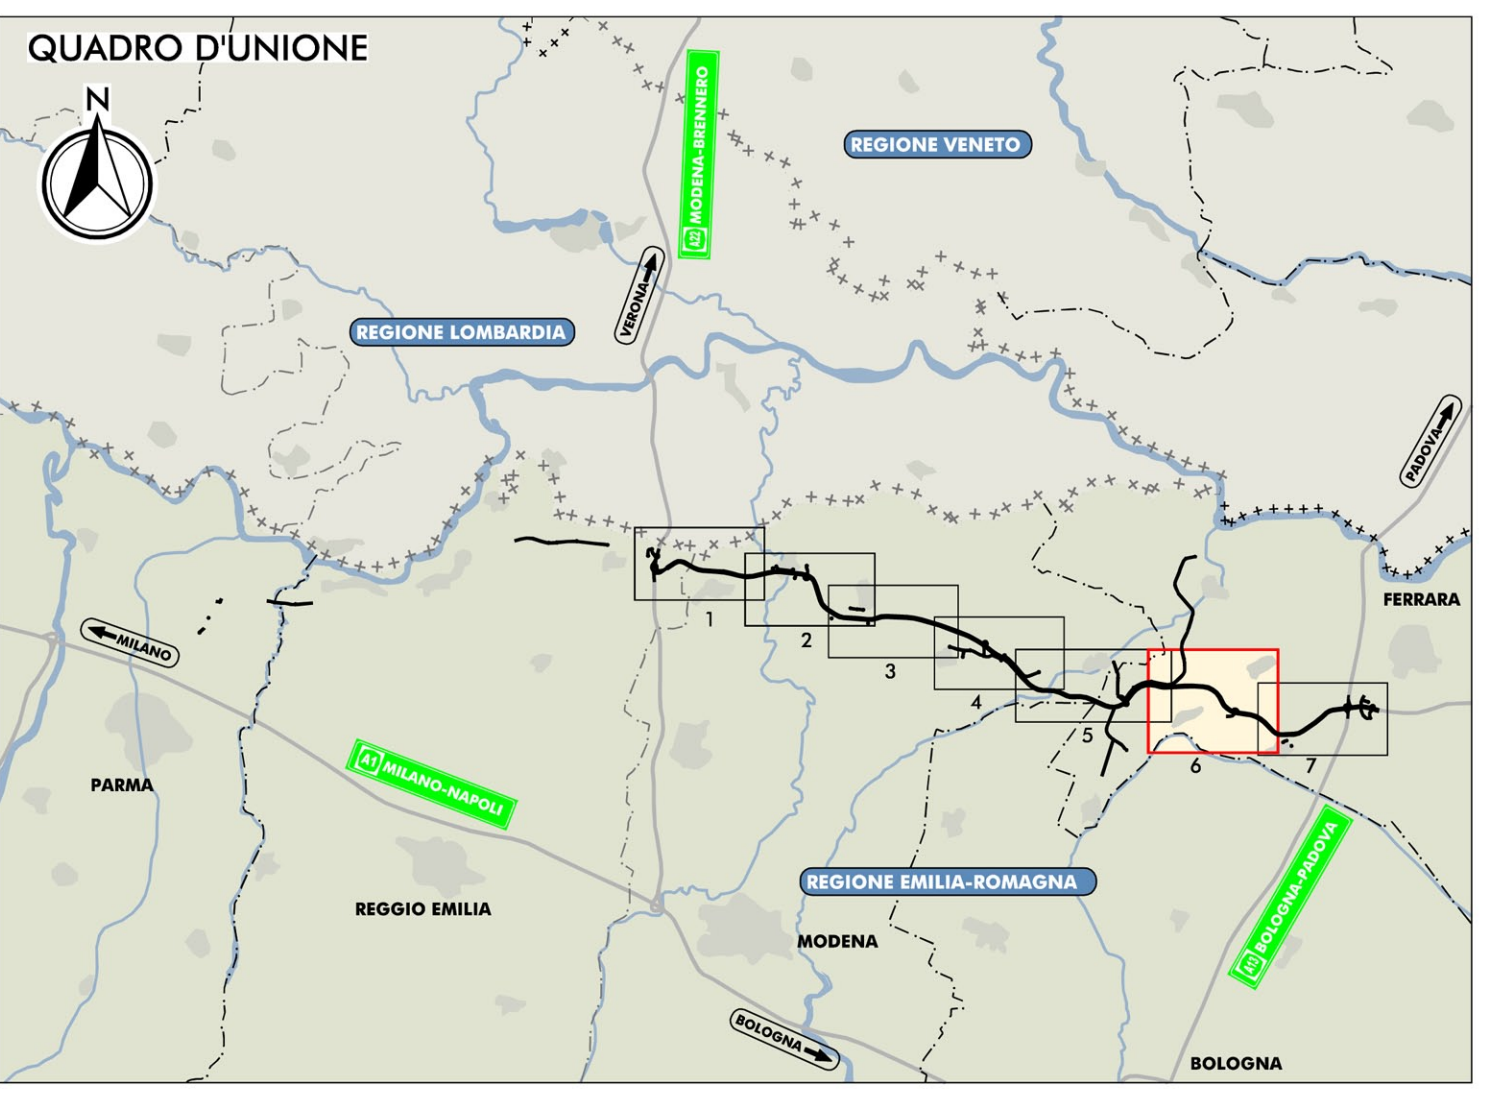 QUADRO D'UNIONE
N
A22 MODENA-BRENNERO
REGIONE VENETO
VERONA
REGIONE LOMBARDIA
PADOVA
FERRARA
MILANO
1
2
3
4
5
6
7
PARMA
A1 MILANO-NAPOLI
REGIONE EMILIA-ROMAGNA
A13 BOLOGNA-PADOVA
REGGIO EMILIA
MODENA
BOLOGNA
BOLOGNA